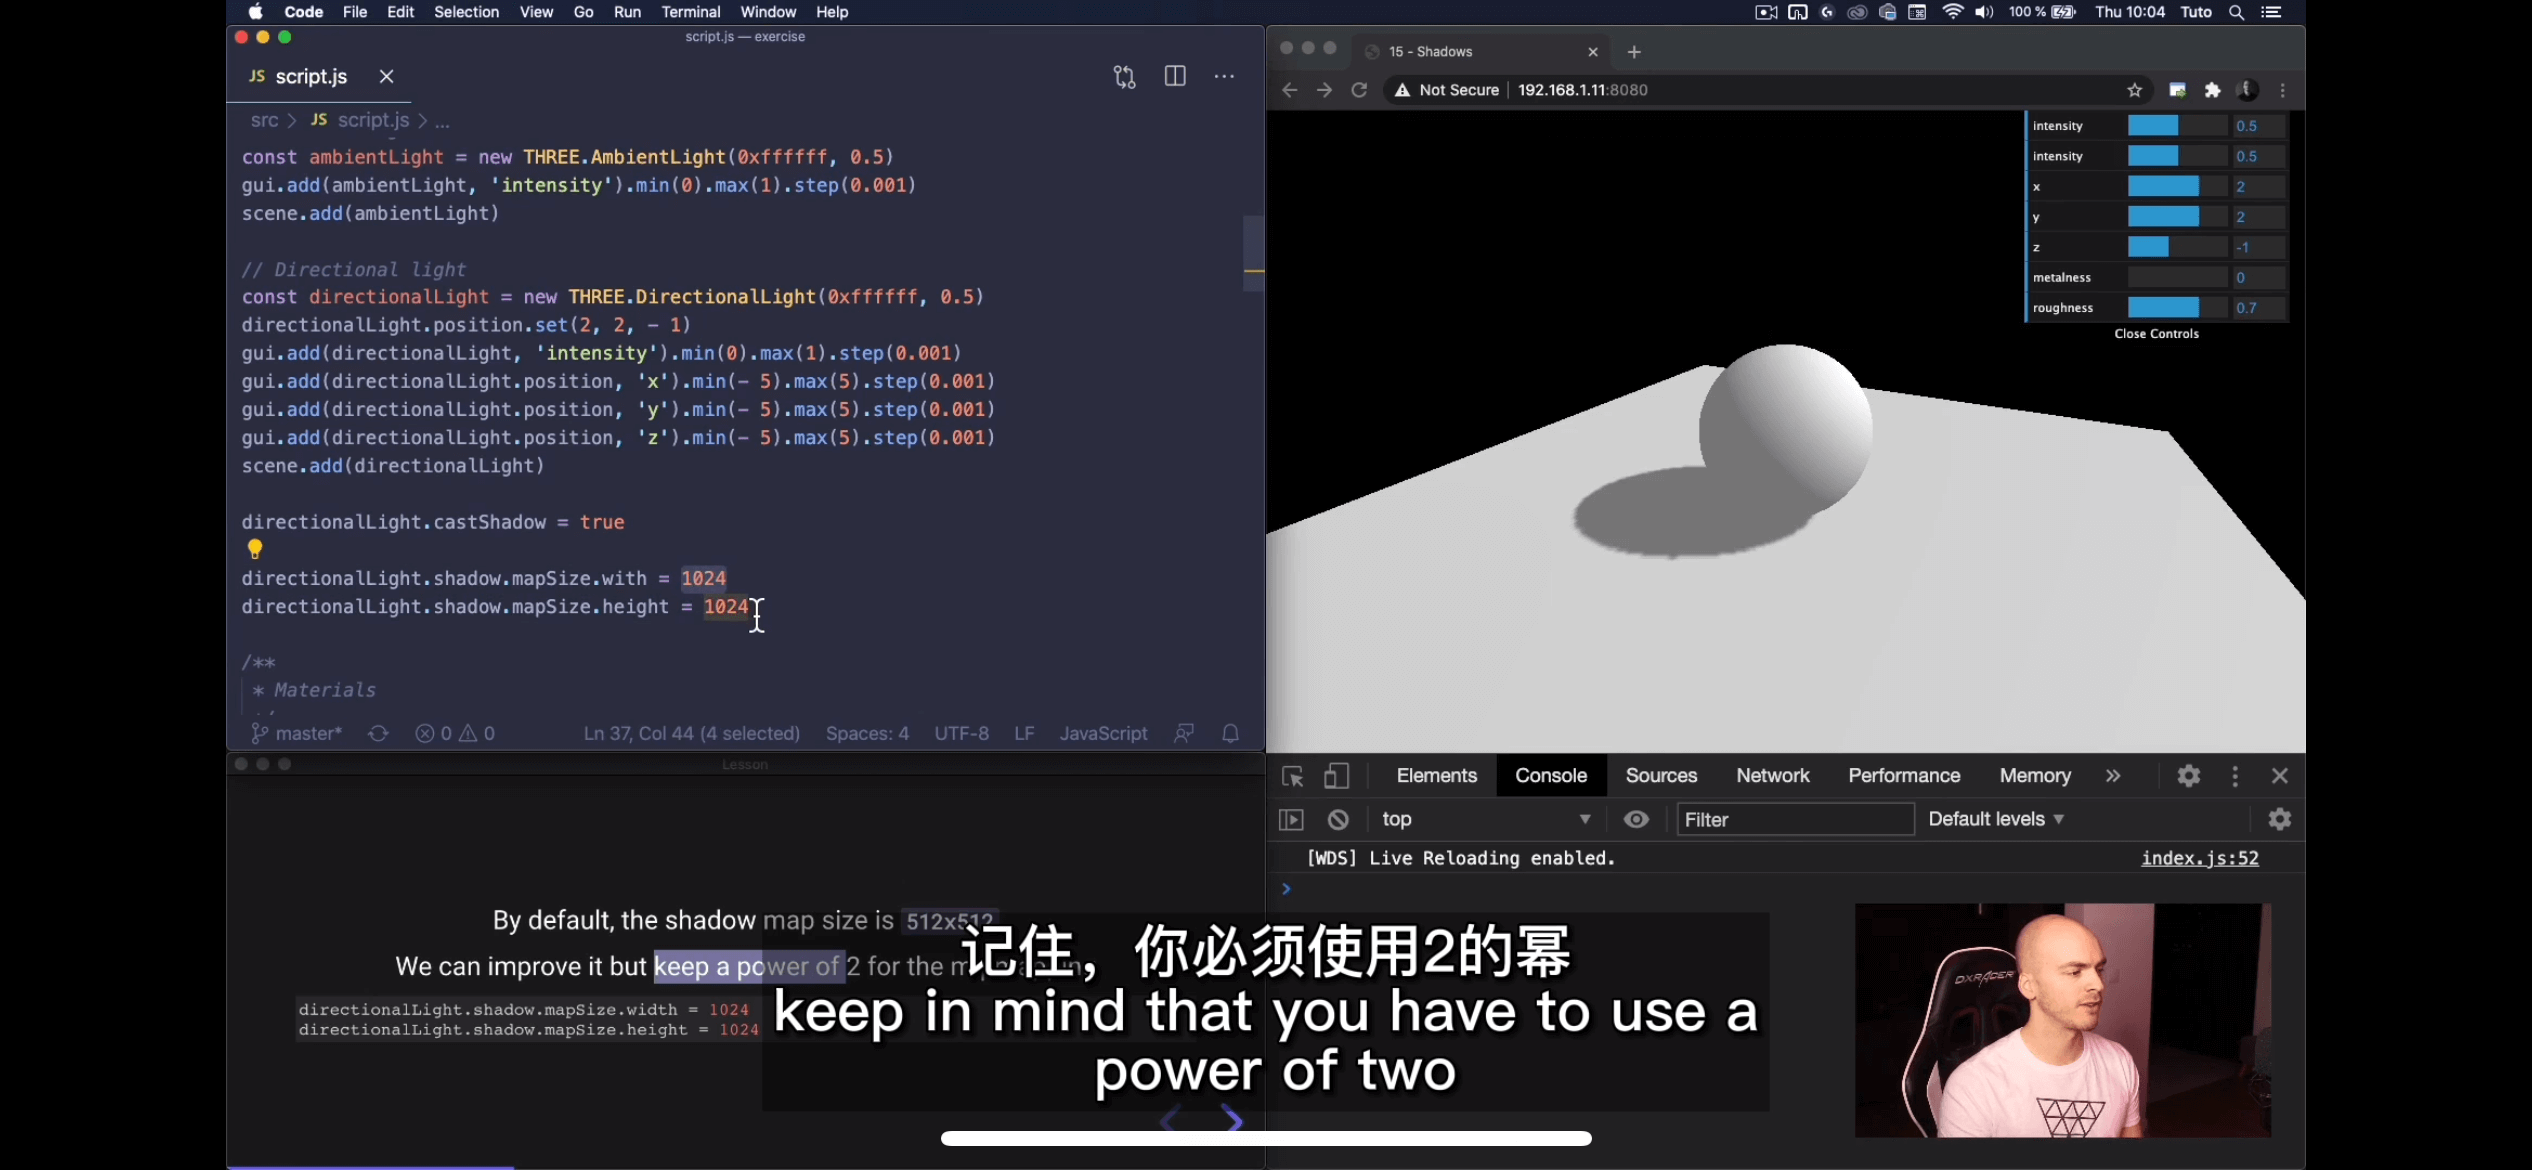 Code File Edit Selection View Go Run Terminal Window Help
100 % Thu 10:04 Tuto
script.js — exercise
JS script.js
src > JS script.js > ...
const ambientLight = new THREE.AmbientLight(0xffffff, 0.5)
gui.add(ambientLight, 'intensity').min(0).max(1).step(0.001)
scene.add(ambientLight)
// Directional light
const directionalLight = new THREE.DirectionalLight(0xffffff, 0.5)
directionalLight.position.set(2, 2, - 1)
gui.add(directionalLight, 'intensity').min(0).max(1).step(0.001)
gui.add(directionalLight.position, 'x').min(- 5).max(5).step(0.001)
gui.add(directionalLight.position, 'y').min(- 5).max(5).step(0.001)
gui.add(directionalLight.position, 'z').min(- 5).max(5).step(0.001)
scene.add(directionalLight)
directionalLight.castShadow = true
directionalLight.shadow.mapSize.with = 1024
directionalLight.shadow.mapSize.height = 1024
/**
* Materials
master* 0 0 Ln 37, Col 44 (4 selected) Spaces: 4 UTF-8 LF JavaScript
15 - Shadows
Not Secure 192.168.1.11:8080
intensity 0.5
intensity 0.5
x 2
y 2
z -1
metalness 0
roughness 0.7
Close Controls
Lesson
By default, the shadow map size is 512x512
We can improve it but keep a power of 2 for the
directionalLight.shadow.mapSize.width = 1024
directionalLight.shadow.mapSize.height = 1024
Elements Console Sources Network Performance Memory »
top Filter Default levels
[WDS] Live Reloading enabled. index.js:52
>
DXRACER
记住，你必须使用2的幂
keep in mind that you have to use a
power of two